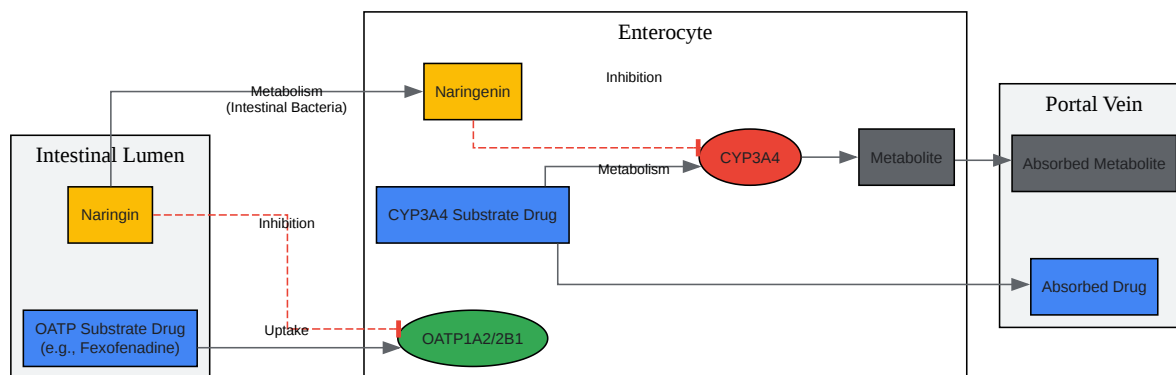 Enterocyte
Inhibition
Metabolism
(Intestinal Bacteria)
Naringenin
Portal Vein
Intestinal Lumen
CYP3A4
Metabolite
Absorbed Metabolite
Metabolism
Naringin
CYP3A4 Substrate Drug
Inhibition
Absorbed Drug
OATP Substrate Drug
(e.g., Fexofenadine)
Uptake
OATP1A2/2B1